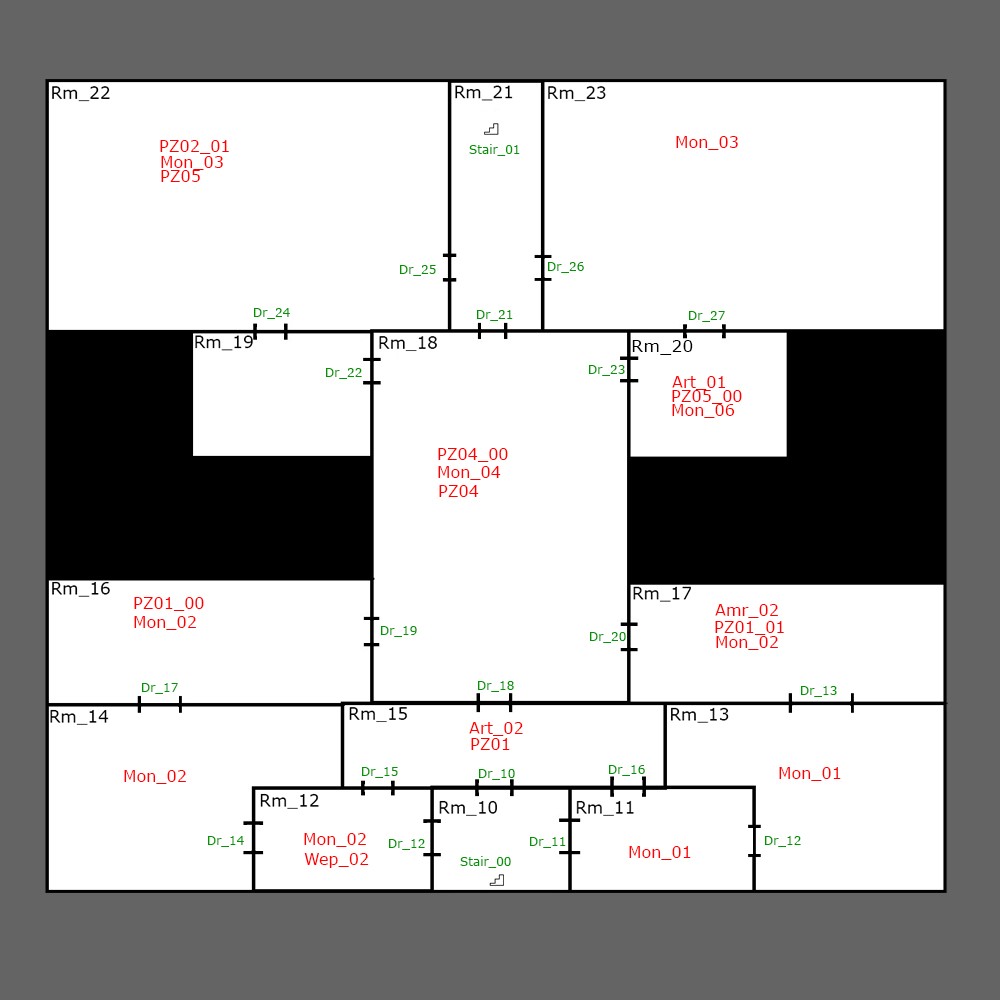 Rm_22
Rm_21
Rm_23
Stair_01
PZ02_01
Mon_03
PZ05
Mon_03
Dr_25
Dr_26
Dr_24
Dr_21
Dr_27
Rm_19
Rm_18
Rm_20
Dr_22
Dr_23
Art_01
PZ05_00
Mon_06
PZ04_00
Mon_04
PZ04
Rm_16
Rm_17
PZ01_00
Mon_02
Amr_02
PZ01_01
Mon_02
Dr_19
Dr_20
Dr_17
Dr_18
Dr_13
Rm_14
Rm_15
Rm_13
Art_02
PZ01
Mon_02
Mon_01
Dr_15
Dr_10
Dr_16
Rm_12
Rm_10
Rm_11
Dr_14
Mon_02
Wep_02
Dr_12
Dr_11
Mon_01
Dr_12
Stair_00